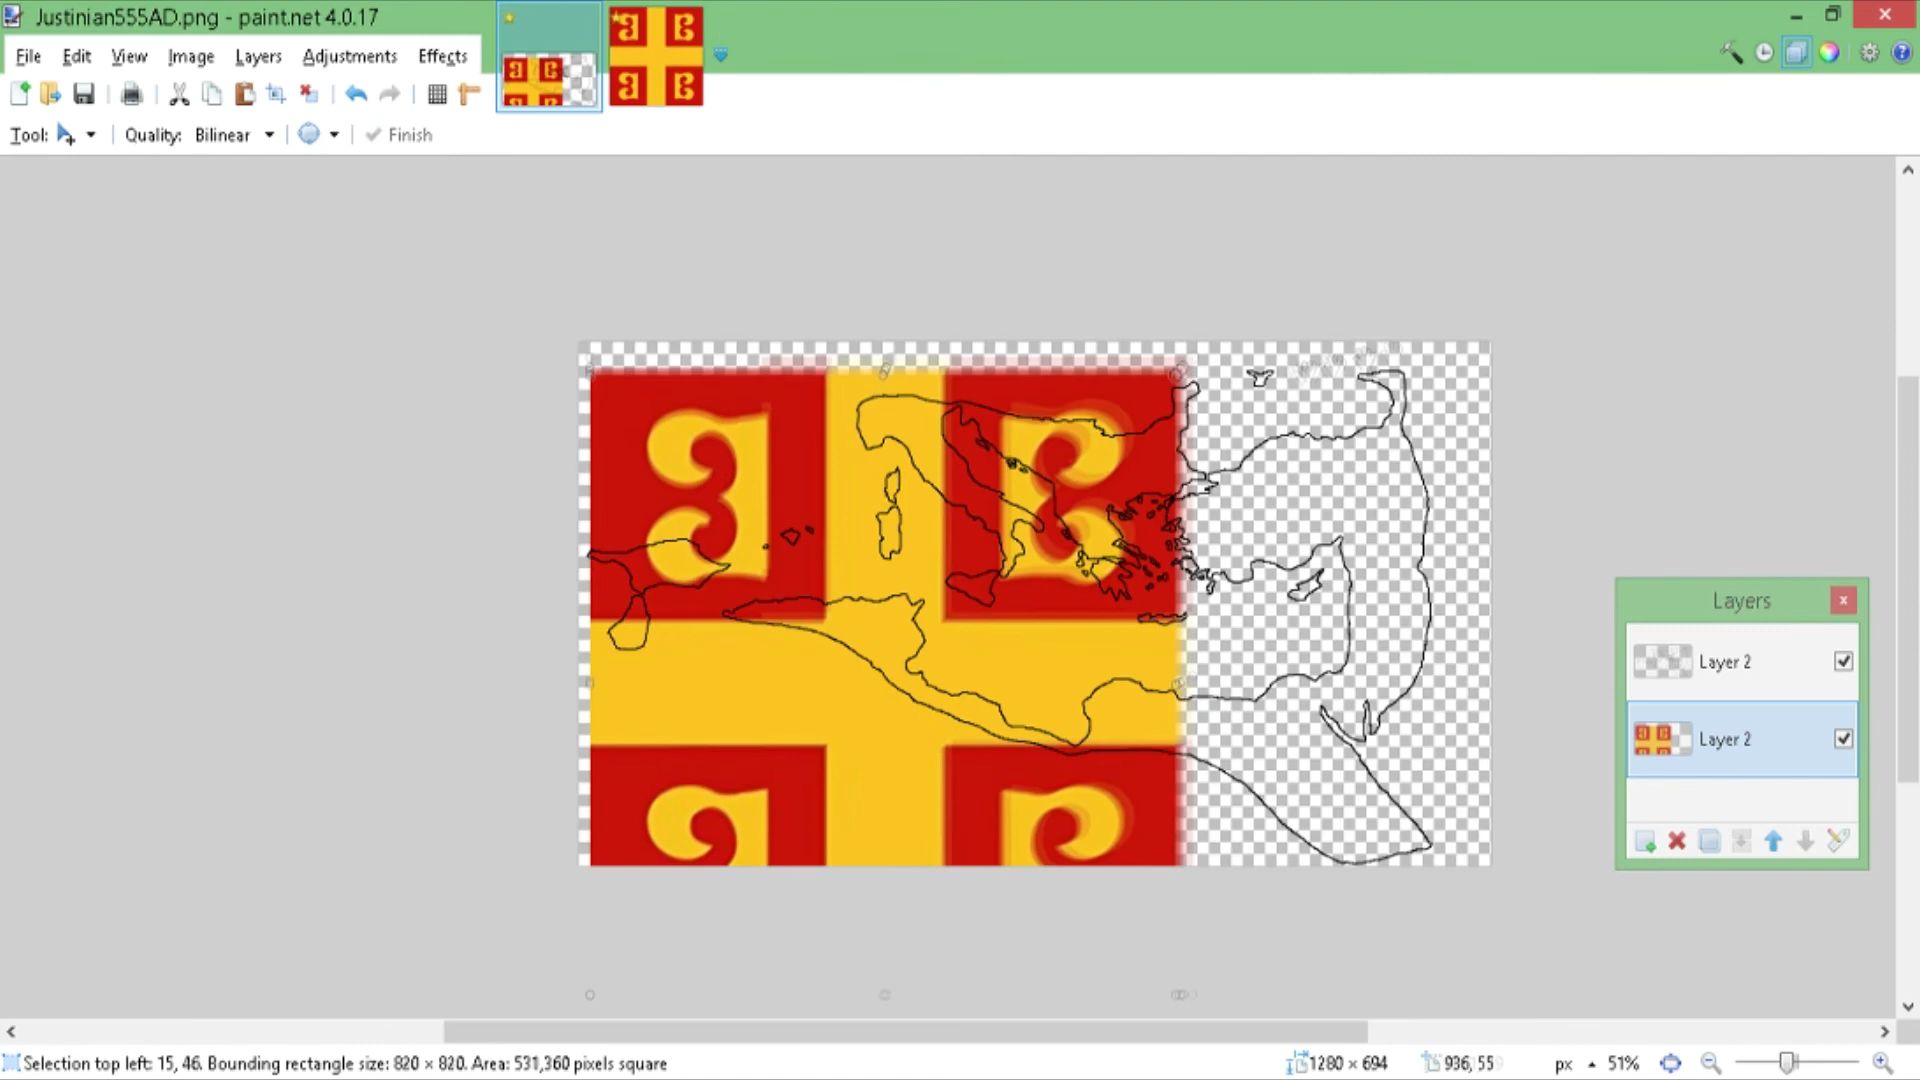 Justinian555AD.png - paint.net 4.0.17
File Edit View Image Layers Adjustments Effects
Tool: Quality: Bilinear Finish
Layers
Layer 2
Layer 2
Selection top left: 15, 46. Bounding rectangle size: 820 × 820. Area: 531,360 pixels square 1280 × 694 936, 55 px 51%